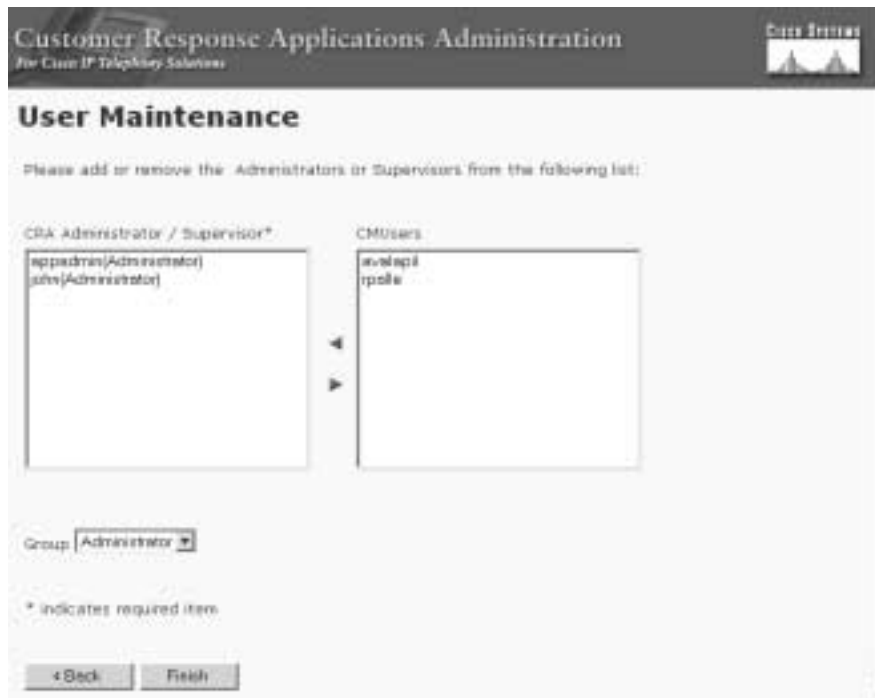 Customer Response Applications Administration
For Cisco IP Telephony Solutions
CISCO SYSTEMS
User Maintenance
Please add or remove the Administrators or Supervisors from the following list:
CRA Administrator / Supervisor*
appadmin(Administrator)
john(Administrator)
CMUsers
avalapil
rpalle
Group Administrator
* indicates required item
Back
Finish